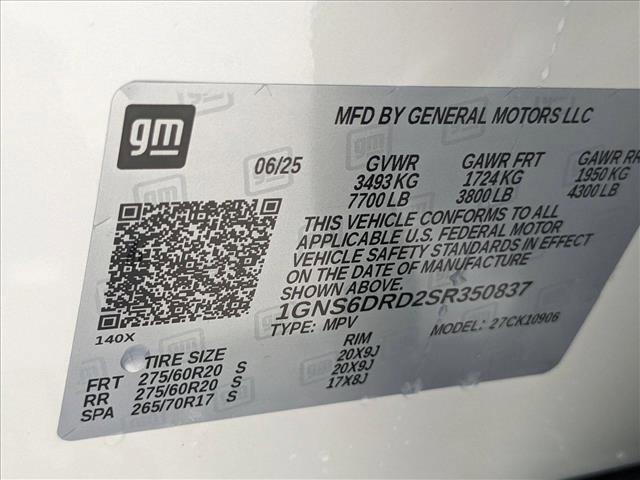 gm
MFD BY GENERAL MOTORS LLC
06/25 GVWR GAWR FRT GAWR RR
3493 KG 1724 KG 1950 KG
7700 LB 3800 LB 4300 LB
THIS VEHICLE CONFORMS TO ALL
APPLICABLE U.S. FEDERAL MOTOR
VEHICLE SAFETY STANDARDS IN EFFECT
ON THE DATE OF MANUFACTURE
SHOWN ABOVE.
1GNS6DRD2SR350837
TYPE: MPV MODEL: 27CK10906
140X
TIRE SIZE RIM
FRT 275/60R20 S 20X9J
RR 275/60R20 S 20X9J
SPA 265/70R17 S 17X8J